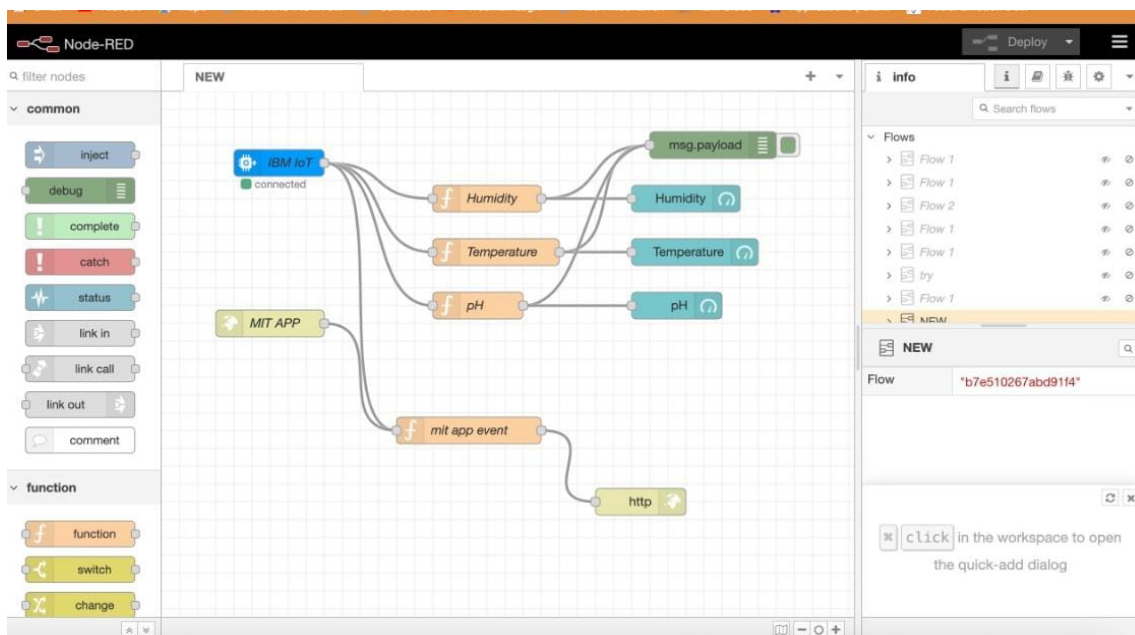 Node-RED
Deploy
filter nodes
NEW
i info
Search flows
common
Flows
Flow 1
Flow 1
Flow 2
Flow 1
Flow 1
try
Flow 1
NEW
inject
debug
complete
catch
status
link in
link call
link out
comment
function
function
switch
change
IBM IoT
connected
msg.payload
Humidity
Humidity
Temperature
Temperature
pH
pH
MIT APP
mit app event
http
NEW
Flow
"b7e510267abd91f4"
⌘ click in the workspace to open
the quick-add dialog